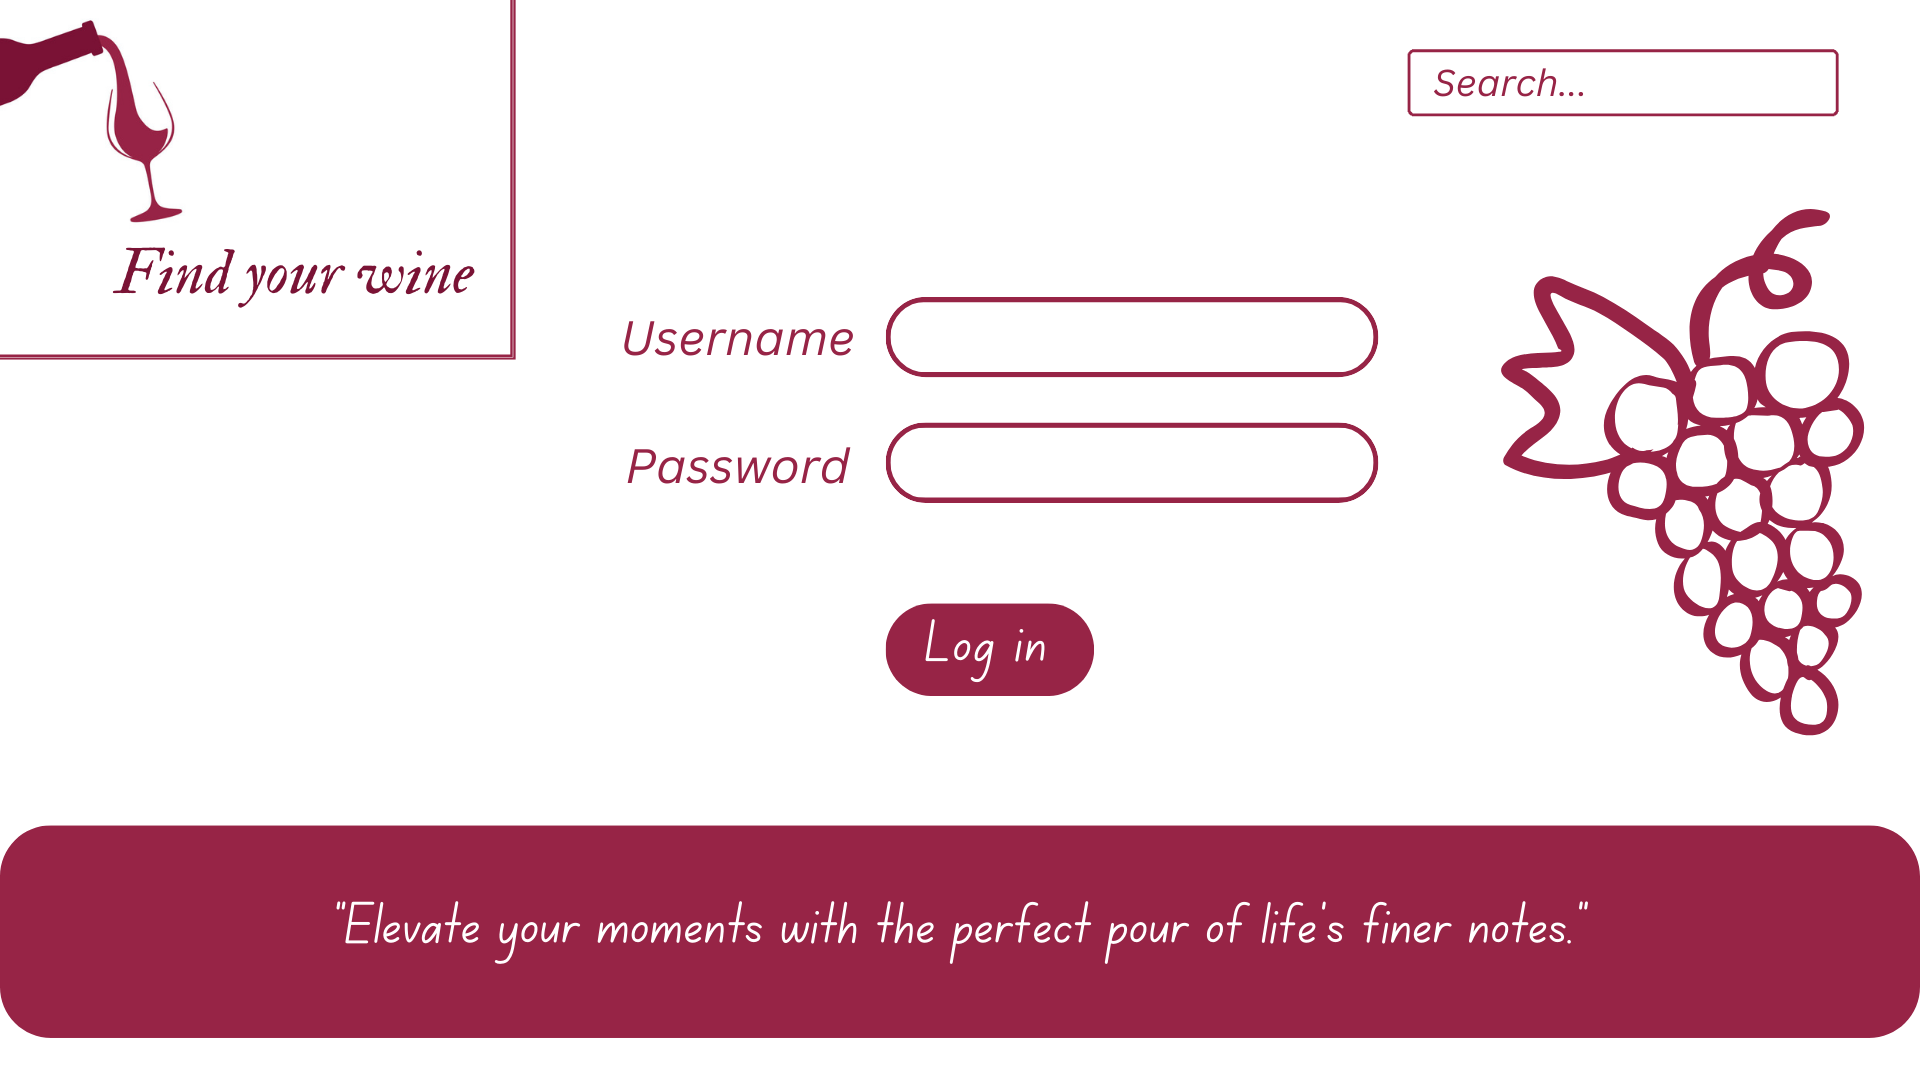 Search...
Find your wine
Username
Password
Log in
"Elevate your moments with the perfect pour of life's finer notes."